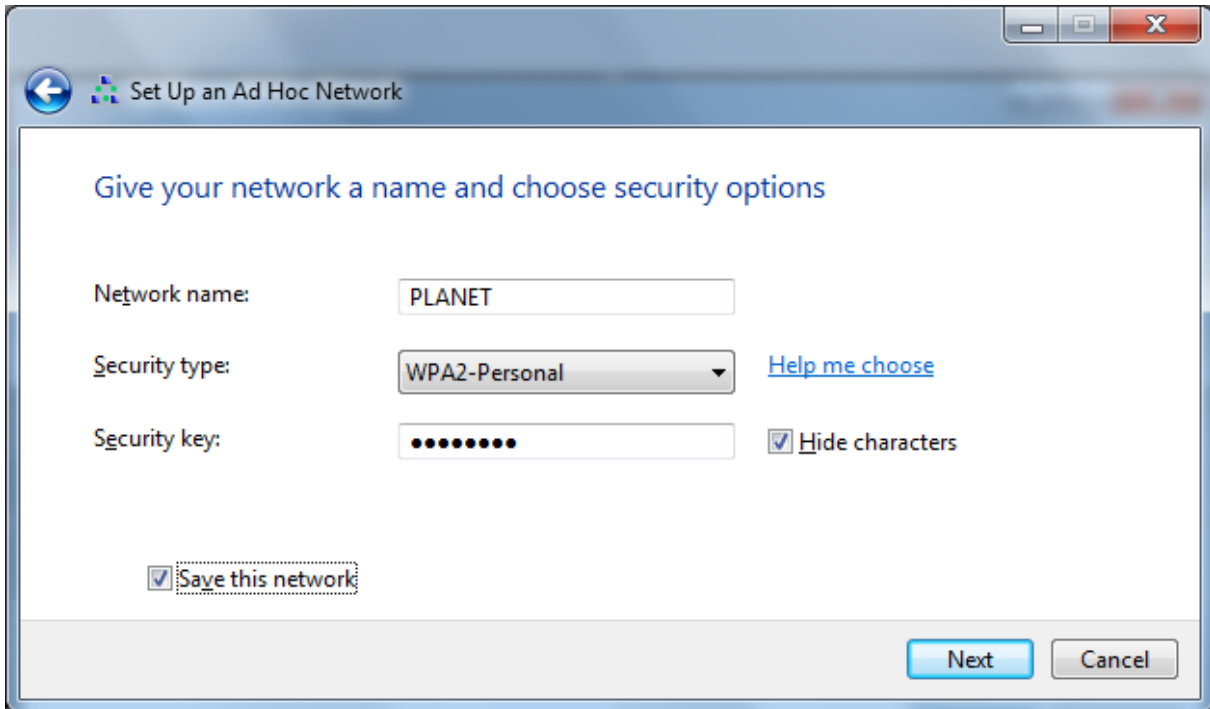 Set Up an Ad Hoc Network
Give your network a name and choose security options
Network name: PLANET
Security type: WPA2-Personal Help me choose
Security key: ●●●●●●●● Hide characters
Save this network
Next Cancel